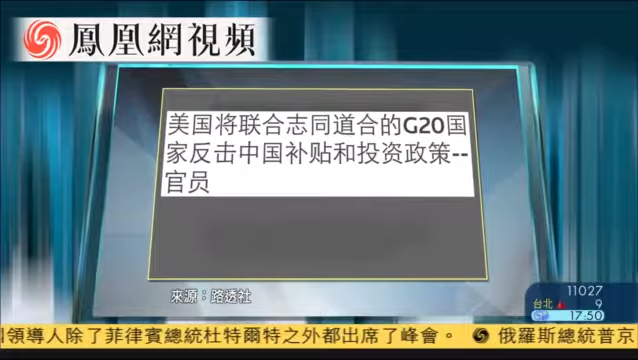 鳳凰網視頻
美国将联合志同道合的G20国
家反击中国补贴和投资政策--
官员
來源：路透社
11027
台北 ▲ 9
17:50
領導人除了菲律賓總統杜特爾特之外都出席了峰會。 俄羅斯總統普京